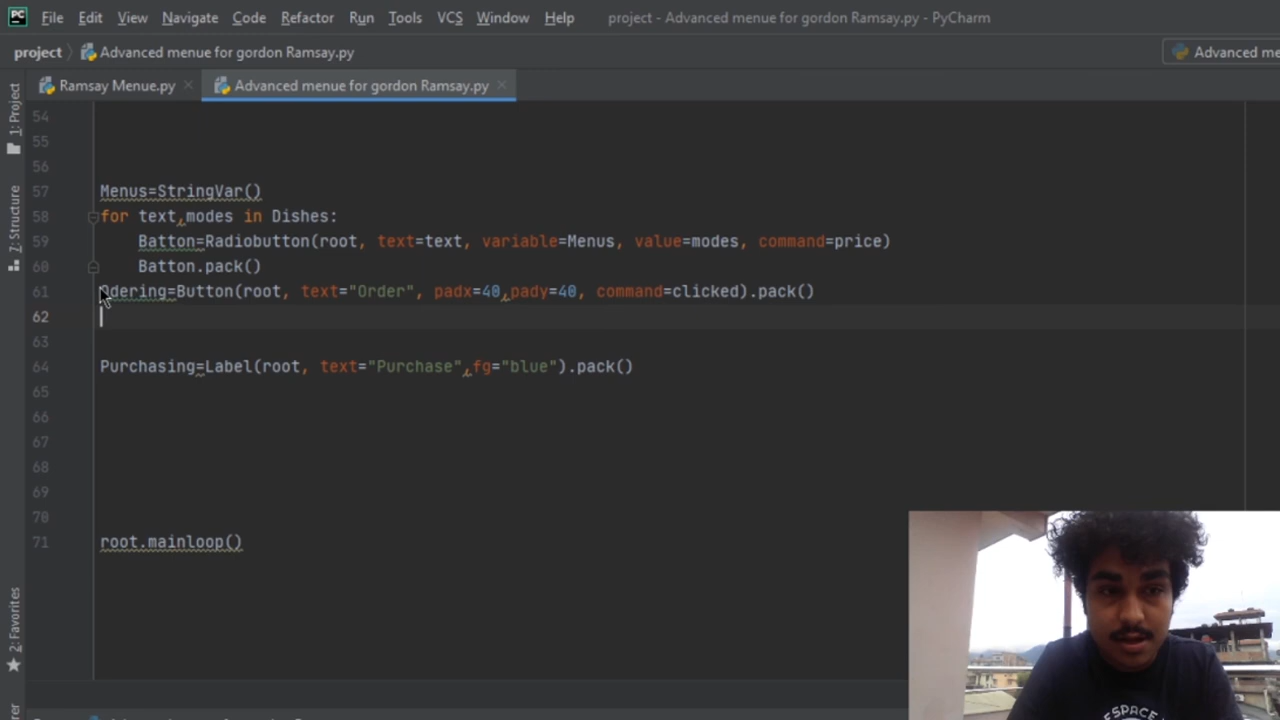 PC File Edit View Navigate Code Refactor Run Tools VCS Window Help project - Advanced menue for gordon Ramsay.py - PyCharm
project Advanced menue for gordon Ramsay.py Advanced me
Ramsay Menue.py Advanced menue for gordon Ramsay.py
1: Project
7: Structure
2: Favorites
54
55
56
57 Menus=StringVar()
58 for text,modes in Dishes:
59 Batton=Radiobutton(root, text=text, variable=Menus, value=modes, command=price)
60 Batton.pack()
61 Odering=Button(root, text="Order", padx=40,pady=40, command=clicked).pack()
62
63
64 Purchasing=Label(root, text="Purchase",fg="blue").pack()
65
66
67
68
69
70
71 root.mainloop()
ESPACE